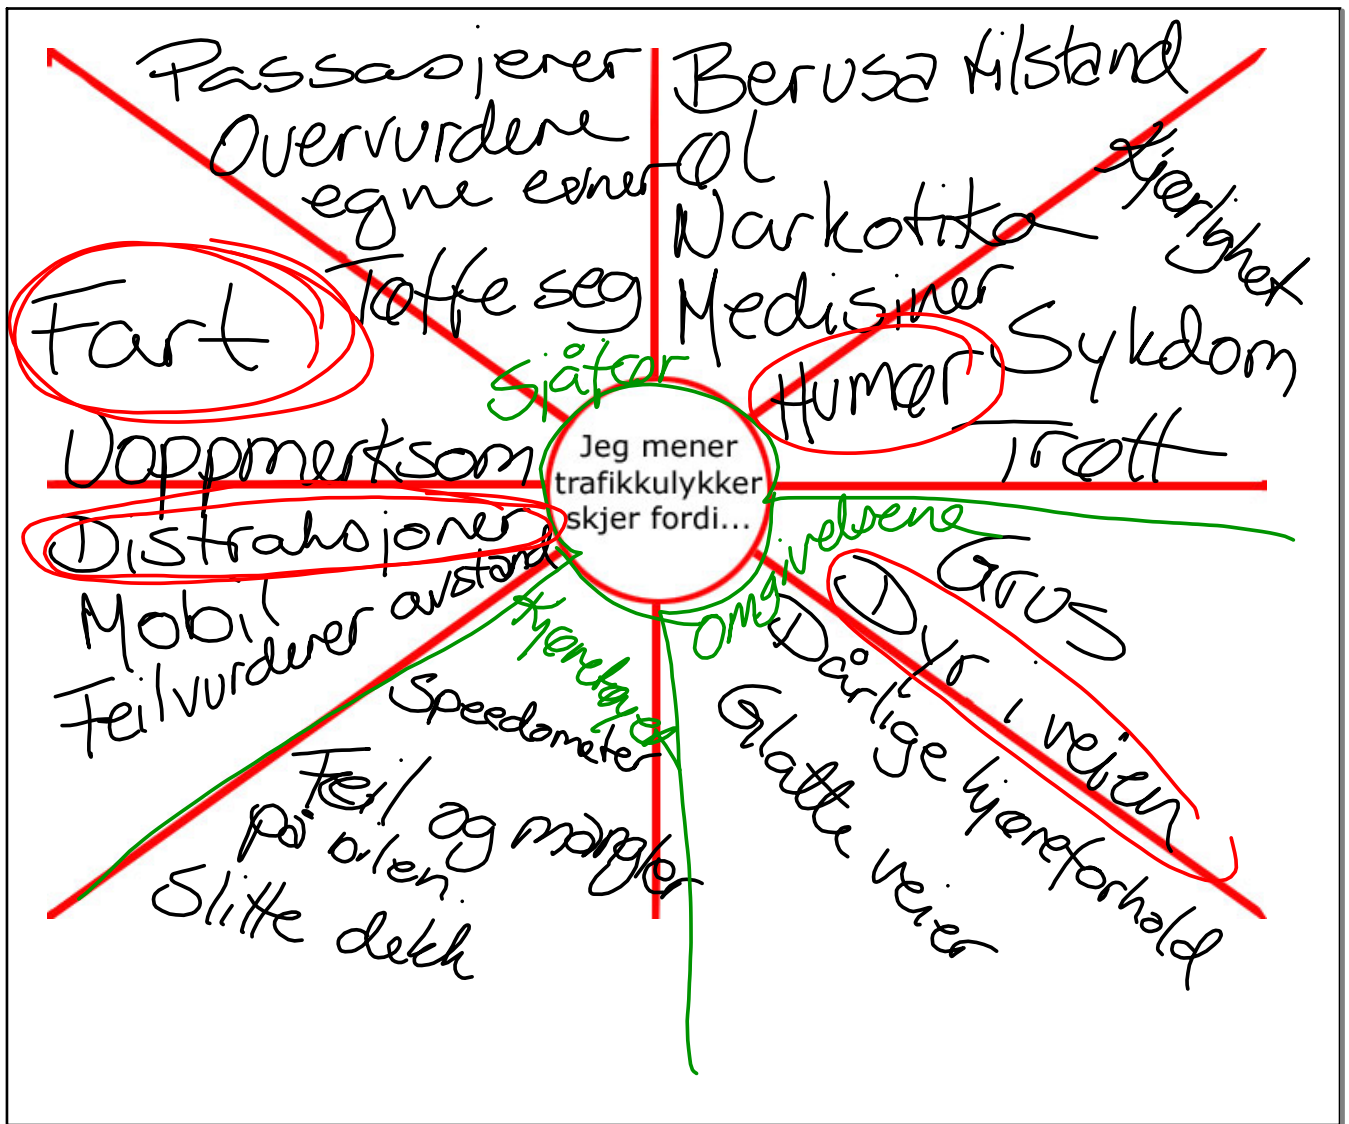 Passasjerer
Overvurdere
egne evner
Tøffe seg
Berusa tilstand
Øl
Narkotika
Medisiner
Kjærlighet
Humør
Sykdom
Trøtt
Fart
Uoppmerksom
Distraksjoner
Mobil
Feilvurderer avstand
Sjåfør
Jeg mener
trafikkulykker
skjer fordi...
omgivelsene
Grus
Dyr i veien
Dårlige kjøreforhold
Glatte veier
Kjøretøyet
Speedometer
Feil og mangler
på bilen
Slitte dekk